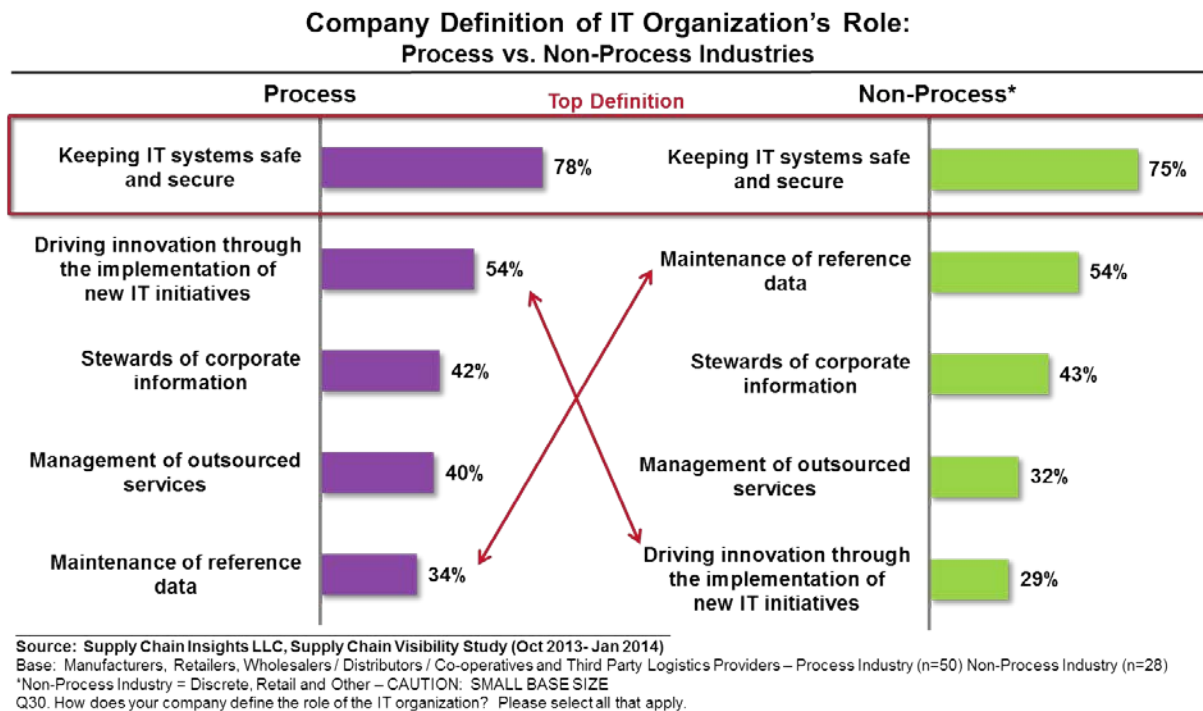 Company Definition of IT Organization's Role:
Process vs. Non-Process Industries
Process
Top Definition
Non-Process*
Keeping IT systems safe
and secure
78%
Keeping IT systems safe
and secure
75%
Driving innovation through
the implementation of
new IT initiatives
54%
Maintenance of reference
data
54%
Stewards of corporate
information
42%
Stewards of corporate
information
43%
Management of outsourced
services
40%
Management of outsourced
services
32%
Maintenance of reference
data
34%
Driving innovation through
the implementation of
new IT initiatives
29%
Source: Supply Chain Insights LLC, Supply Chain Visibility Study (Oct 2013- Jan 2014)
Base: Manufacturers, Retailers, Wholesalers / Distributors / Co-operatives and Third Party Logistics Providers – Process Industry (n=50) Non-Process Industry (n=28)
*Non-Process Industry = Discrete, Retail and Other – CAUTION: SMALL BASE SIZE
Q30. How does your company define the role of the IT organization? Please select all that apply.